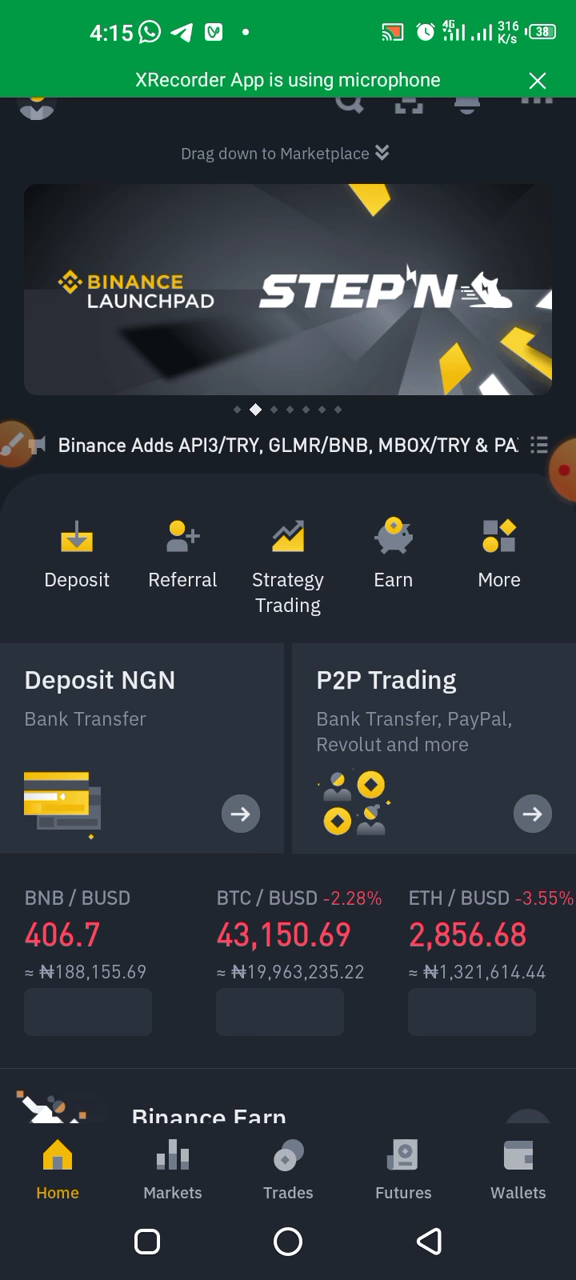 4:15
4G
316
K/s
38
XRecorder App is using microphone
Drag down to Marketplace
BINANCE
LAUNCHPAD
STEP'N
Binance Adds API3/TRY, GLMR/BNB, MBOX/TRY & PA
Deposit
Referral
Strategy
Trading
Earn
More
Deposit NGN
Bank Transfer
P2P Trading
Bank Transfer, PayPal,
Revolut and more
BNB / BUSD
406.7
≈ ₦188,155.69
BTC / BUSD -2.28%
43,150.69
≈ ₦19,963,235.22
ETH / BUSD -3.55%
2,856.68
≈ ₦1,321,614.44
Binance Earn
Home
Markets
Trades
Futures
Wallets